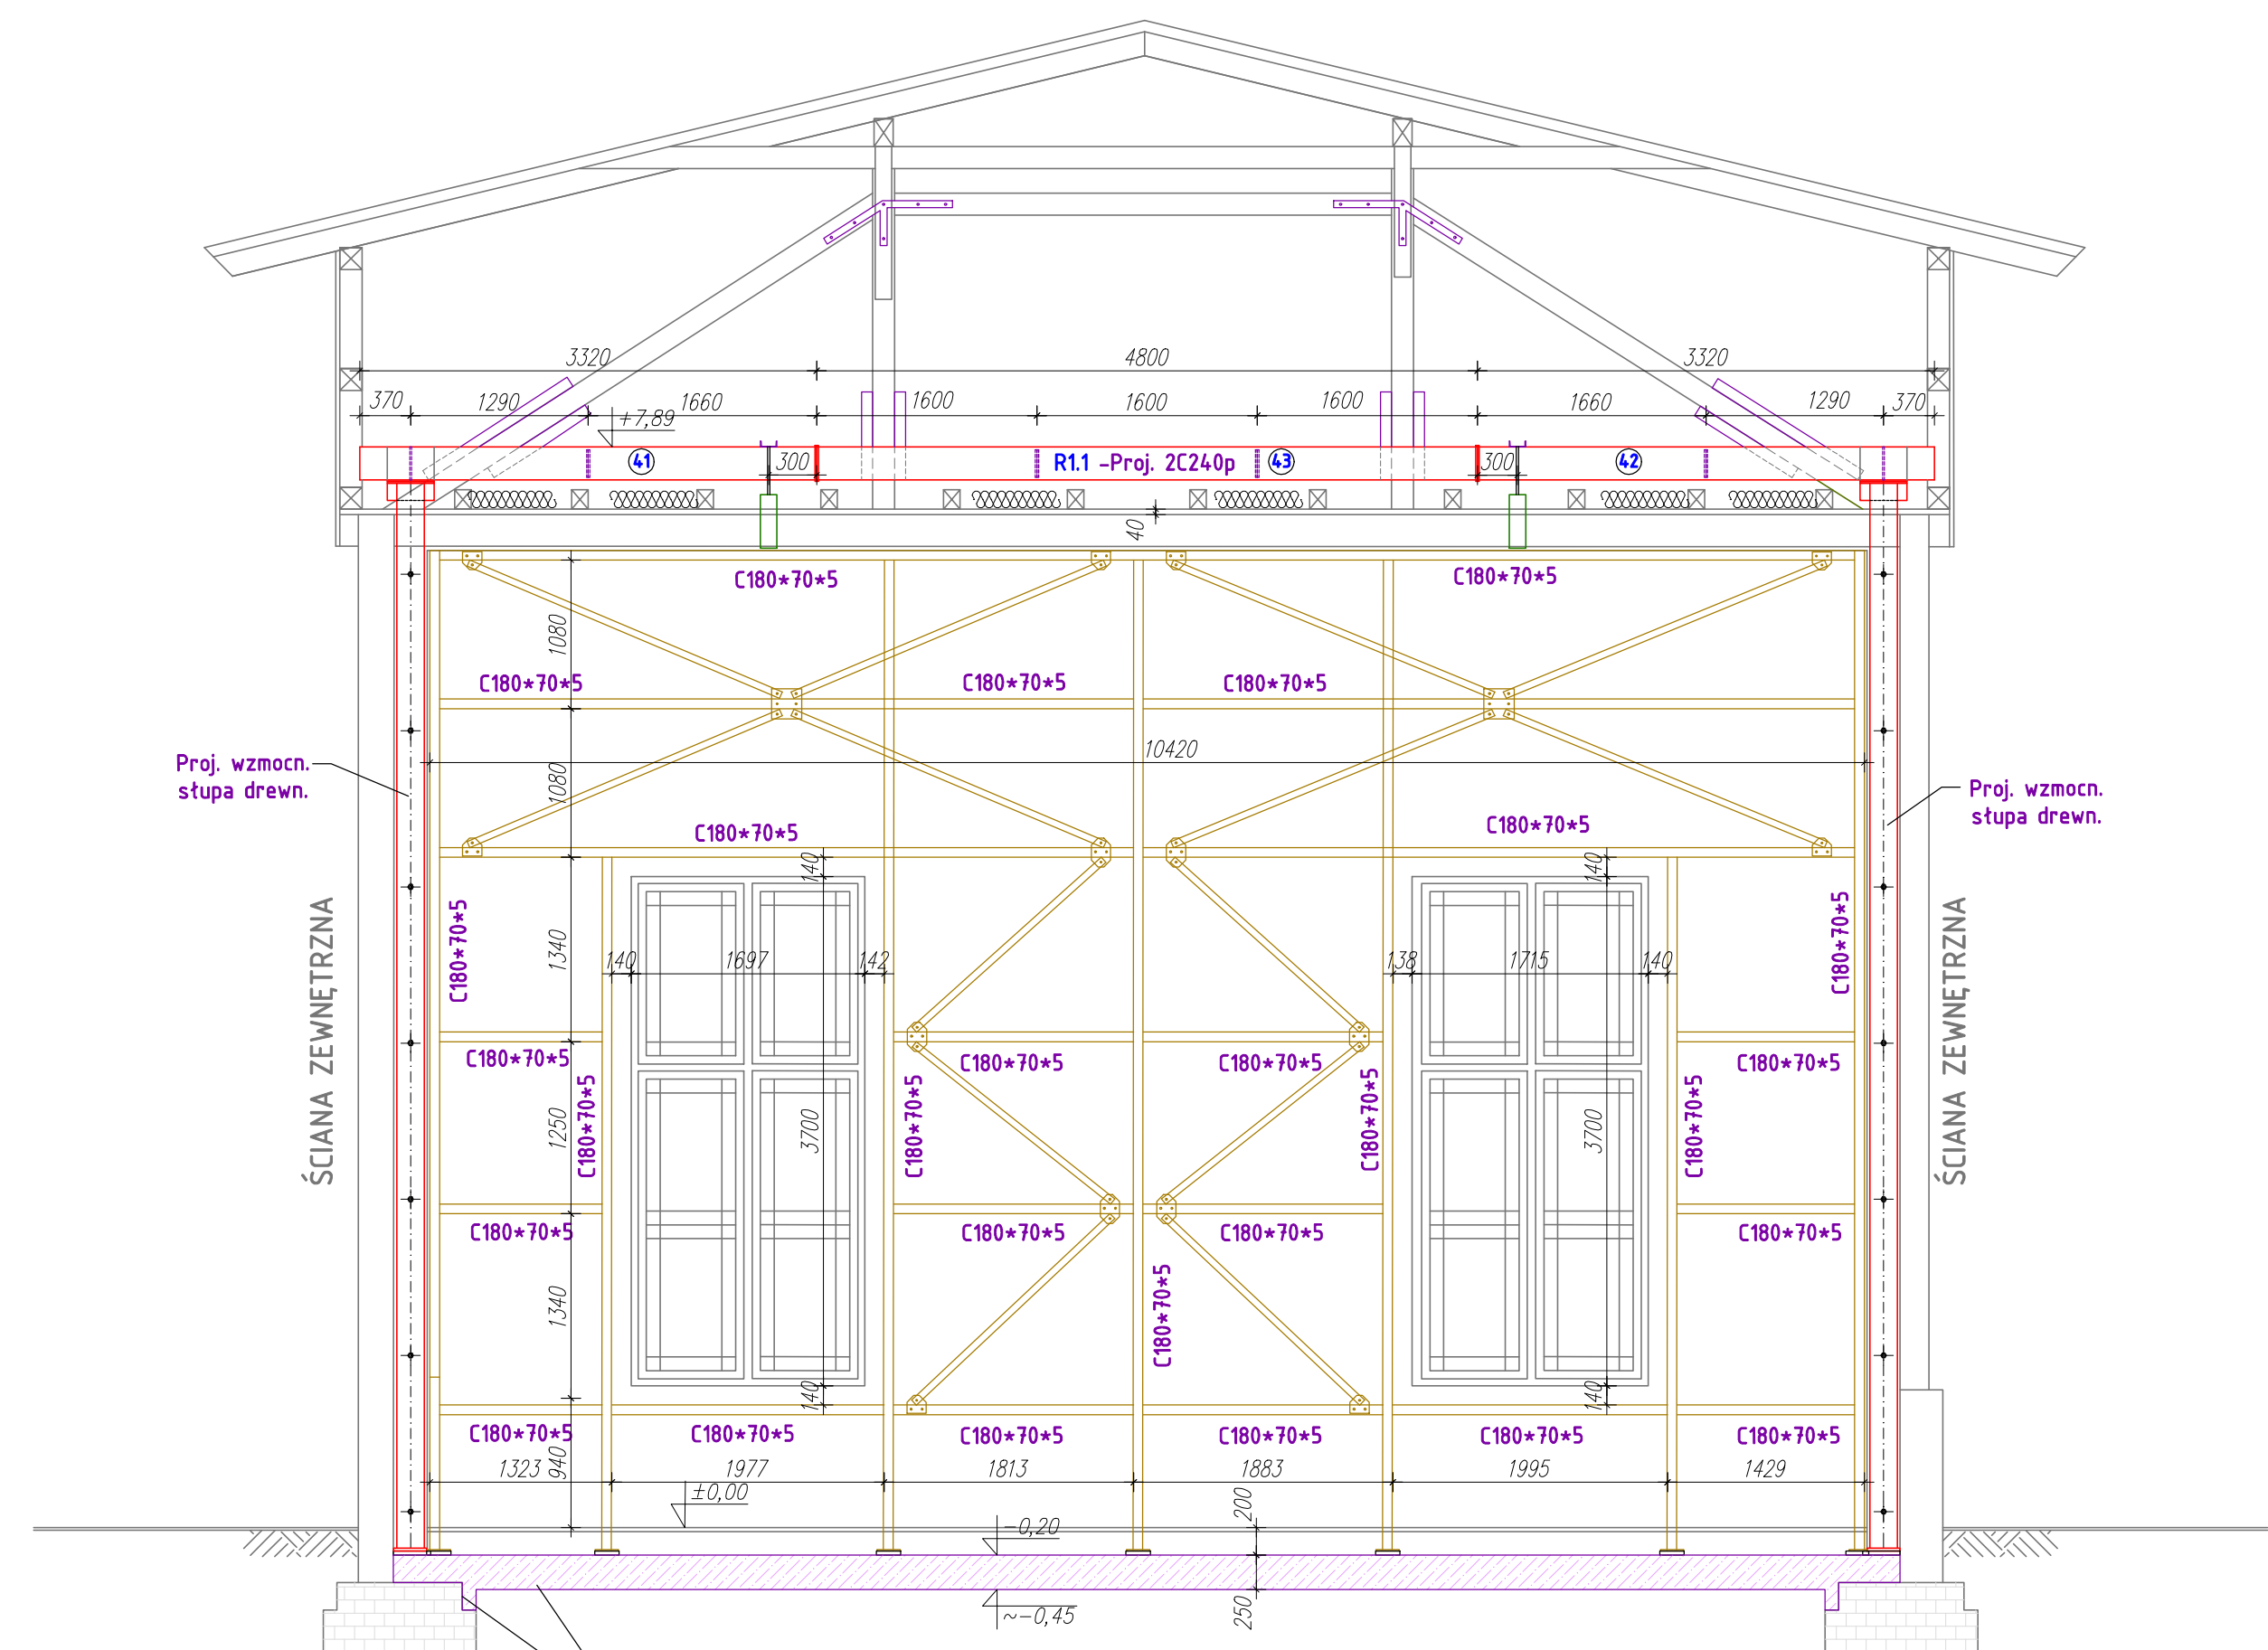 3320 4800 3320
370 1290 1660 1600 1600 1600 1660 1290 370
+7,89
41 300 R1.1 -Proj. 2C240p 43 300 42
40
C180*70*5 C180*70*5
1080
C180*70*5 C180*70*5 C180*70*5
10420
1080
Proj. wzmocn.
słupa drewn.
Proj. wzmocn.
słupa drewn.
C180*70*5 C180*70*5
140 140
ŚCIANA ZEWNĘTRZNA
C180*70*5
1340
140 1697 142
138 1715 140
C180*70*5
ŚCIANA ZEWNĘTRZNA
C180*70*5 C180*70*5 C180*70*5 C180*70*5
1250
C180*70*5
3700
C180*70*5
C180*70*5
3700
C180*70*5
C180*70*5 C180*70*5 C180*70*5 C180*70*5
1340
C180*70*5
140 140
C180*70*5 C180*70*5 C180*70*5 C180*70*5 C180*70*5 C180*70*5
940
1323 1977 1813 1883 1995 1429
±0,00
200
-0,20
~-0,45
250